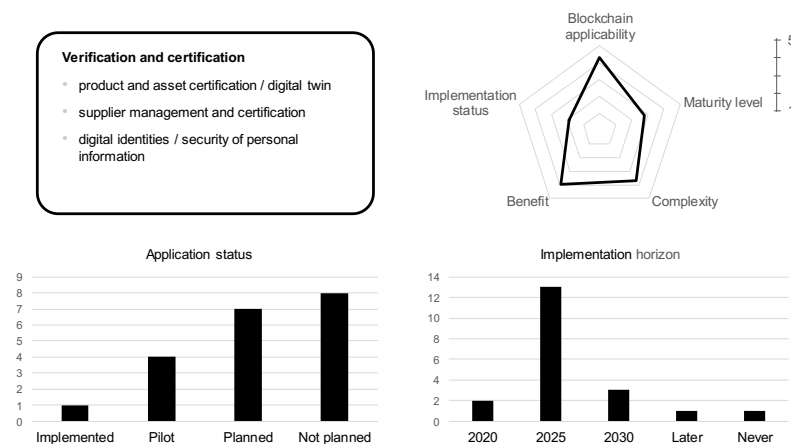 Verification and certification
product and asset certification / digital twin
supplier management and certification
digital identities / security of personal
information
Blockchain
applicability
Maturity level
Complexity
Benefit
Implementation
status
5
1
Application status
9
8
7
6
5
4
3
2
1
0
Implemented Pilot Planned Not planned
Implementation horizon
14
12
10
8
6
4
2
0
2020 2025 2030 Later Never